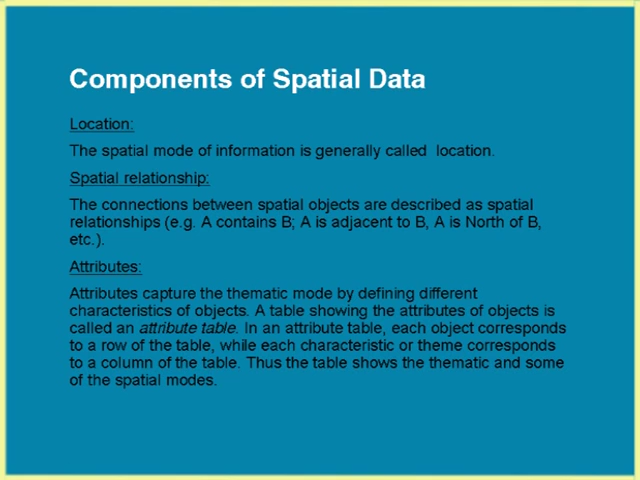 Components of Spatial Data
Location:
The spatial mode of information is generally called  location.
Spatial relationship:
The connections between spatial objects are described as spatial
relationships (e.g. A contains B; A is adjacent to B, A is North of B,
etc.).
Attributes:
Attributes capture the thematic mode by defining different
characteristics of objects. A table showing the attributes of objects is
called an attribute table. In an attribute table, each object corresponds
to a row of the table, while each characteristic or theme corresponds
to a column of the table. Thus the table shows the thematic and some
of the spatial modes.